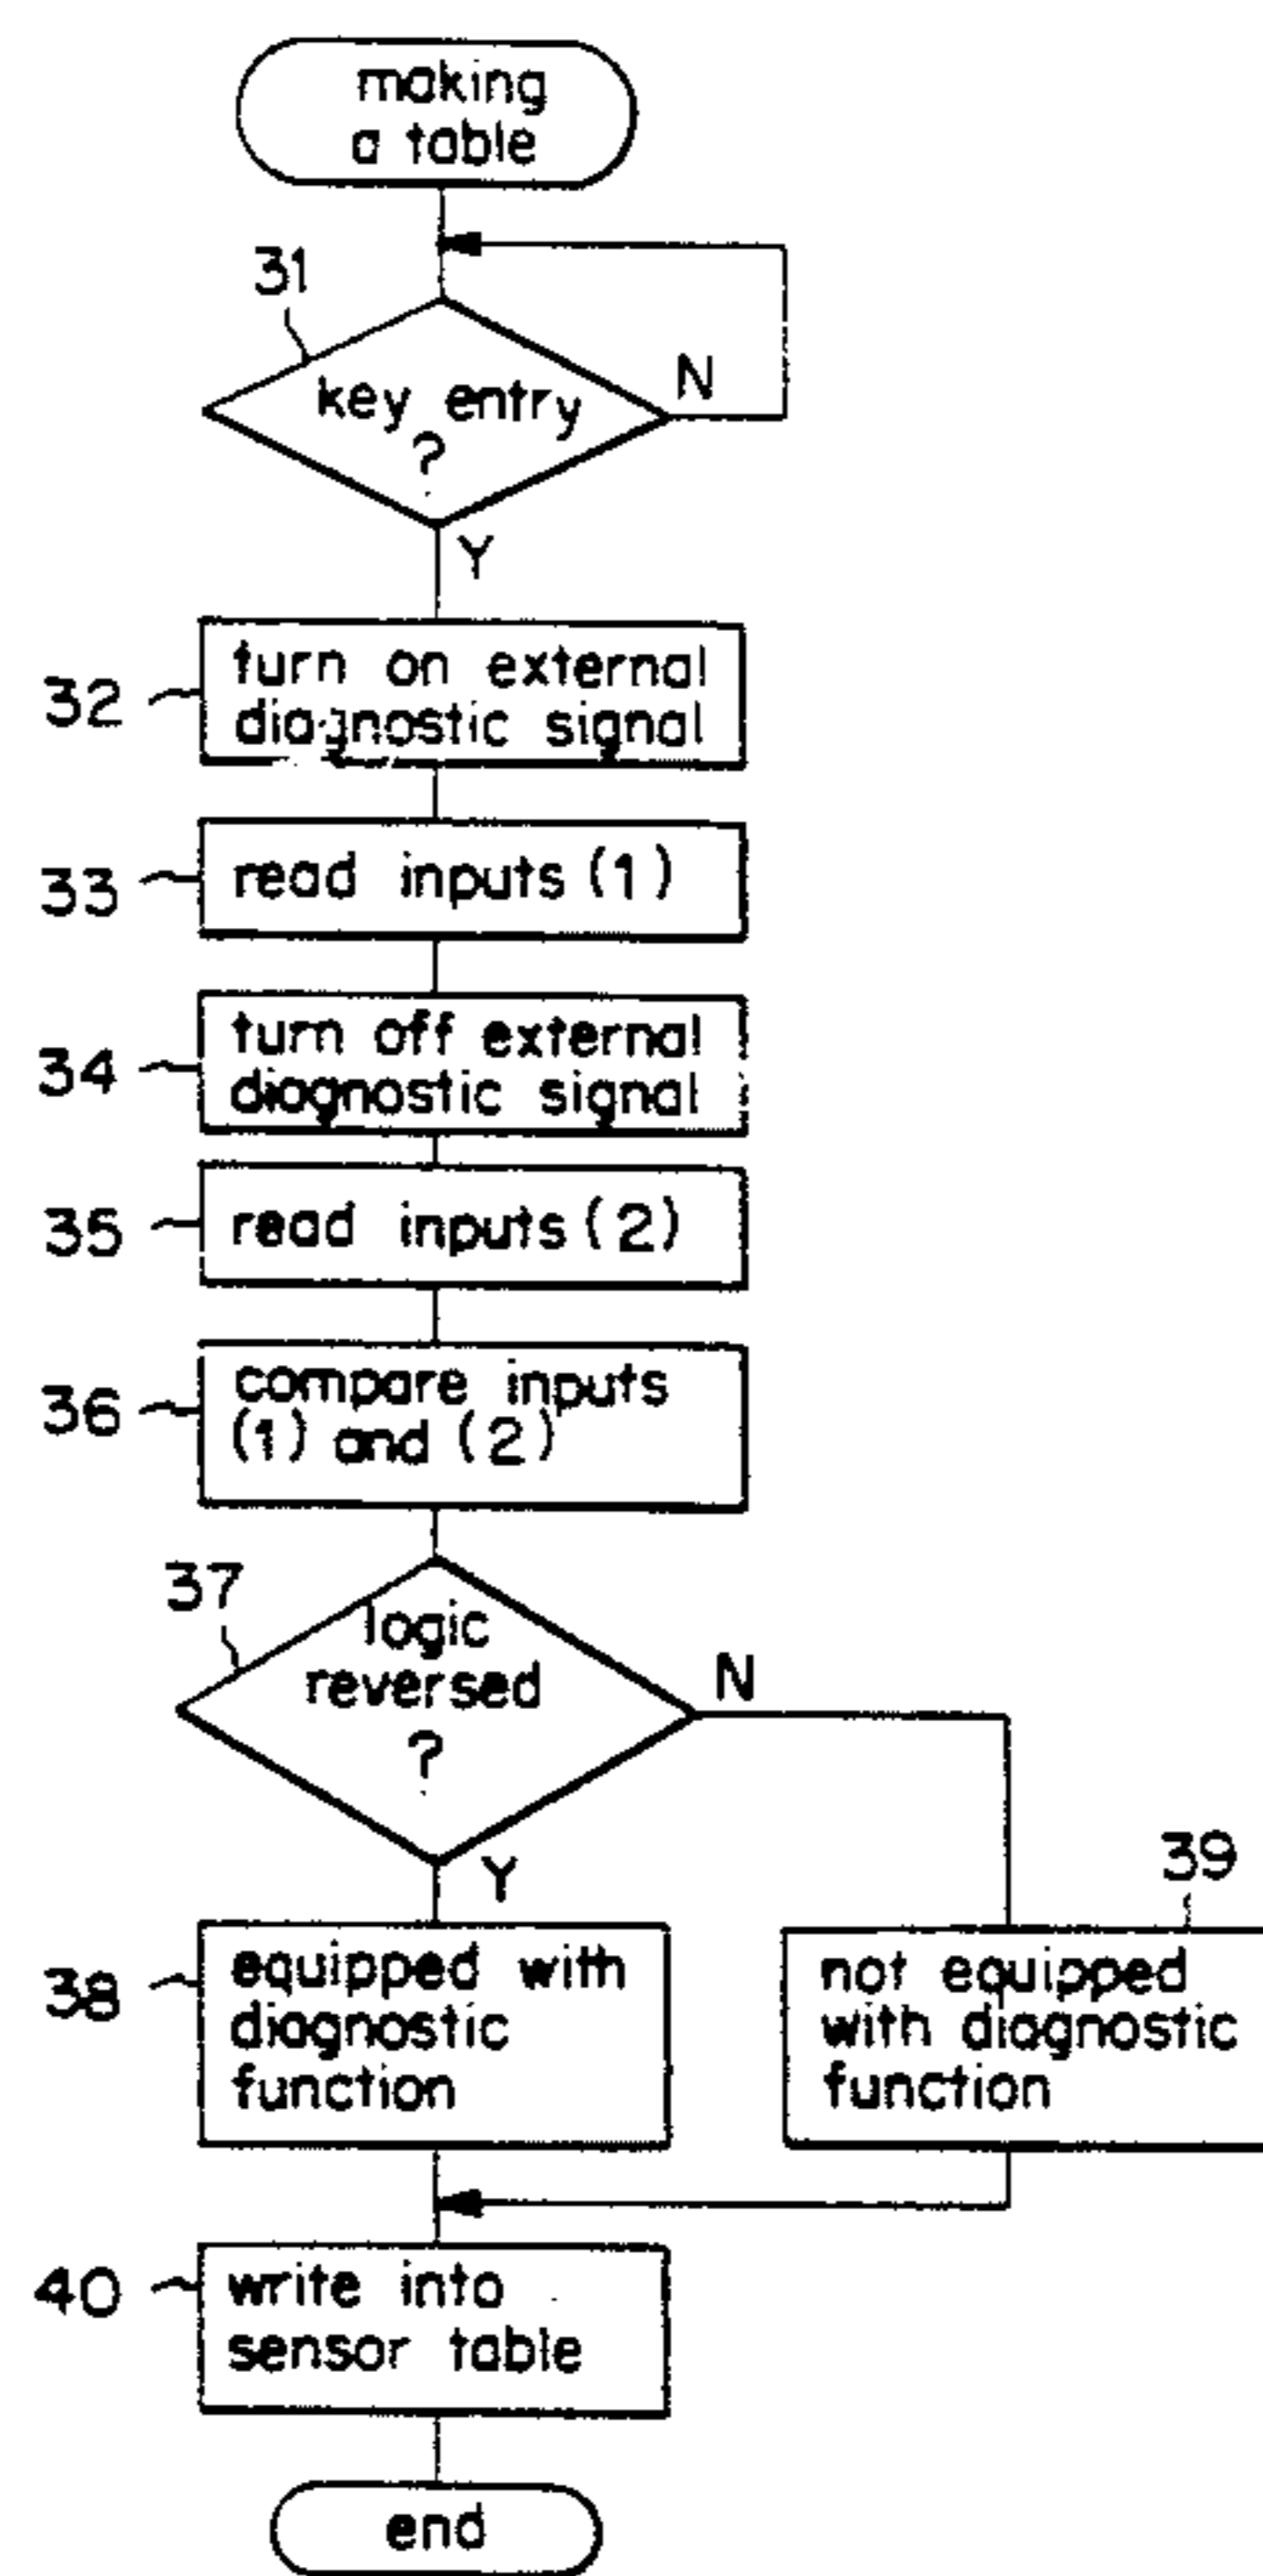 making
a table
31
key entry
?
N
Y
32
turn on external
diagnostic signal
33
read inputs (1)
34
turn off external
diagnostic signal
35
read inputs (2)
36
compare inputs
(1) and (2)
37
logic
reversed
?
N
Y
38
equipped with
diagnostic
function
39
not equipped
with diagnostic
function
40
write into
sensor table
end